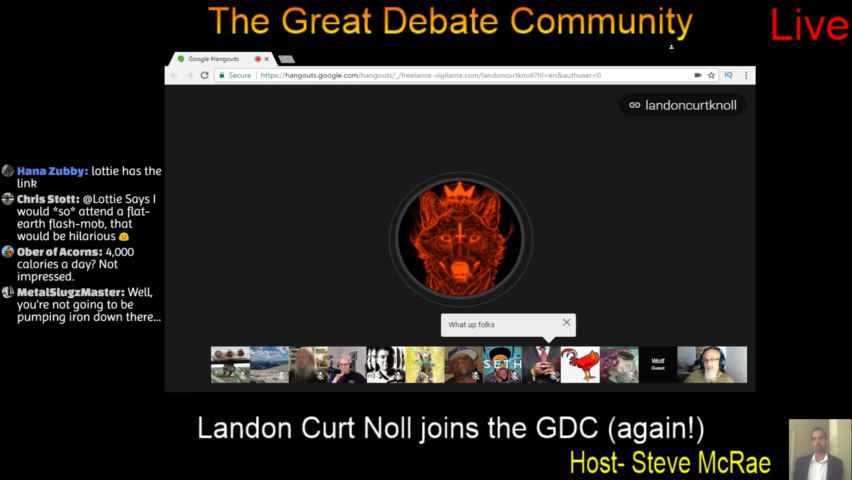 The Great Debate Community
Live
Google Hangouts
Secure
https://hangouts.google.com/hangouts/_/freelance-vigilante.com/landoncurtknoll?hl=en&authuser=0
IQ
landoncurtknoll
Hana Zubby: lottie has the
link
Chris Stott: @Lottie Says I
would *so* attend a flat-
earth flash-mob, that
would be hilarious
Ober of Acorns: 4,000
calories a day? Not
impressed.
MetalSlugzMaster: Well,
you're not going to be
pumping iron down there...
What up folks
SETH
Wolf
Guest
Landon Curt Noll joins the GDC (again!)
Host- Steve McRae